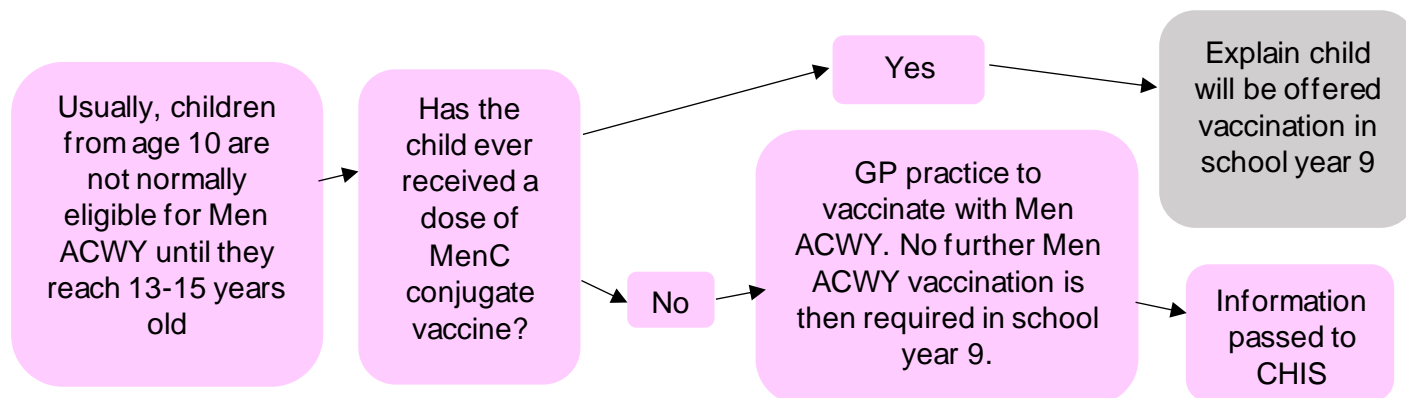 Usually, children
from age 10 are
not normally
eligible for Men
ACWY until they
reach 13-15 years
old
Has the
child ever
received a
dose of
MenC
conjugate
vaccine?
Yes
Explain child
will be offered
vaccination in
school year 9
No
GP practice to
vaccinate with Men
ACWY. No further Men
ACWY vaccination is
then required in school
year 9.
Information
passed to
CHIS